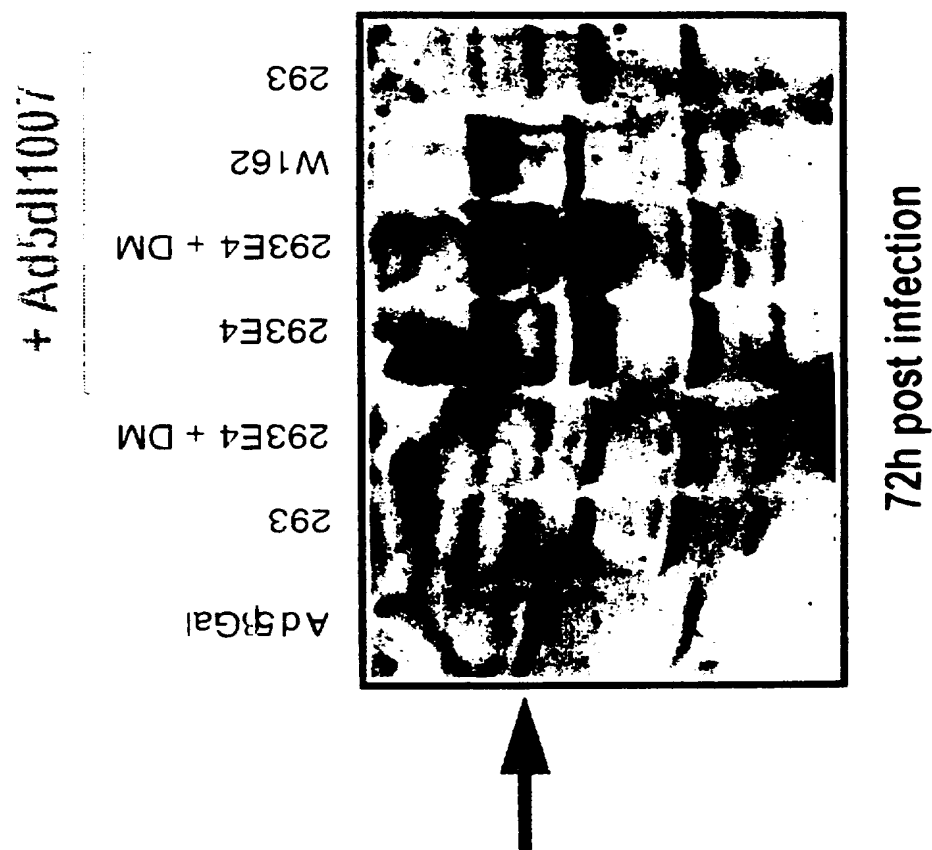 + Ad5dl1007
293
W162
293E4 + DM
293E4
293E4 + DM
293
Ad5βGal
72h post infection